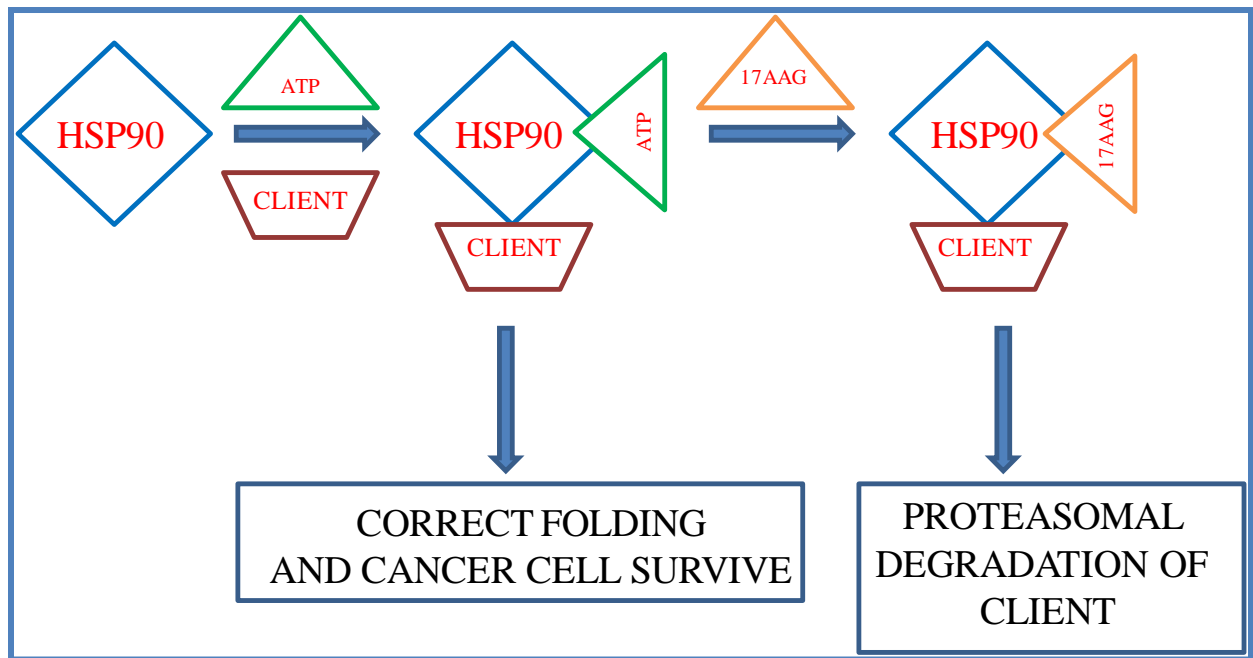 HSP90
ATP
CLIENT
HSP90
ATP
CLIENT
17AAG
HSP90
17AAG
CLIENT
CORRECT FOLDING
AND CANCER CELL SURVIVE
PROTEASOMAL
DEGRADATION OF
CLIENT